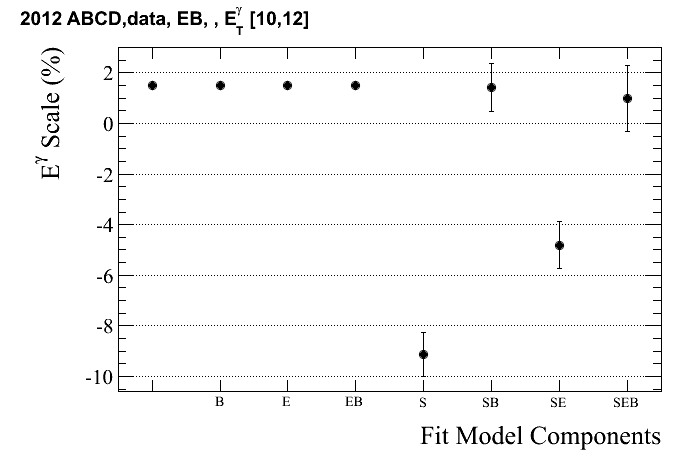 2012 ABCD,data, EB, , E_T^γ [10,12]
E^γ Scale (%)
2
0
-2
-4
-6
-8
-10
B E EB S SB SE SEB
Fit Model Components